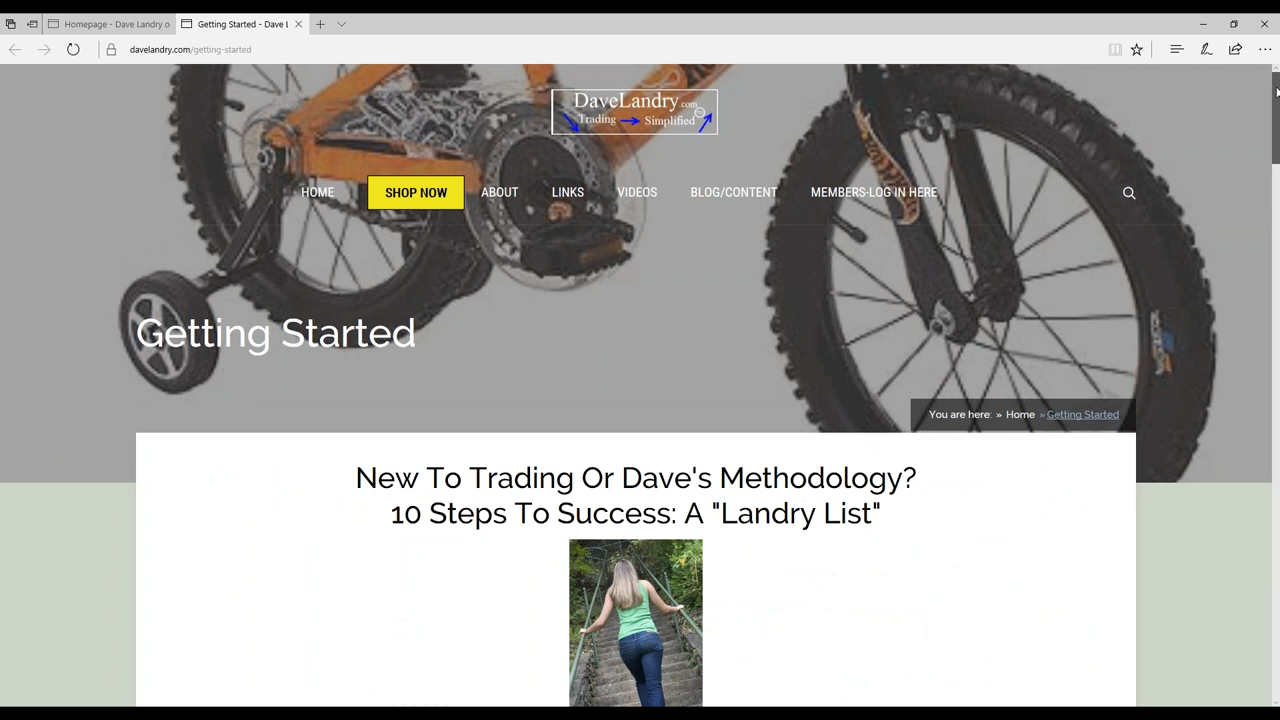 Homepage - Dave Landry o
Getting Started - Dave L
davelandry.com/getting-started
DaveLandry.com
Trading Simplified
HOME
SHOP NOW
ABOUT
LINKS
VIDEOS
BLOG/CONTENT
MEMBERS-LOG IN HERE
Getting Started
You are here: » Home » Getting Started
New To Trading Or Dave's Methodology?
10 Steps To Success: A "Landry List"